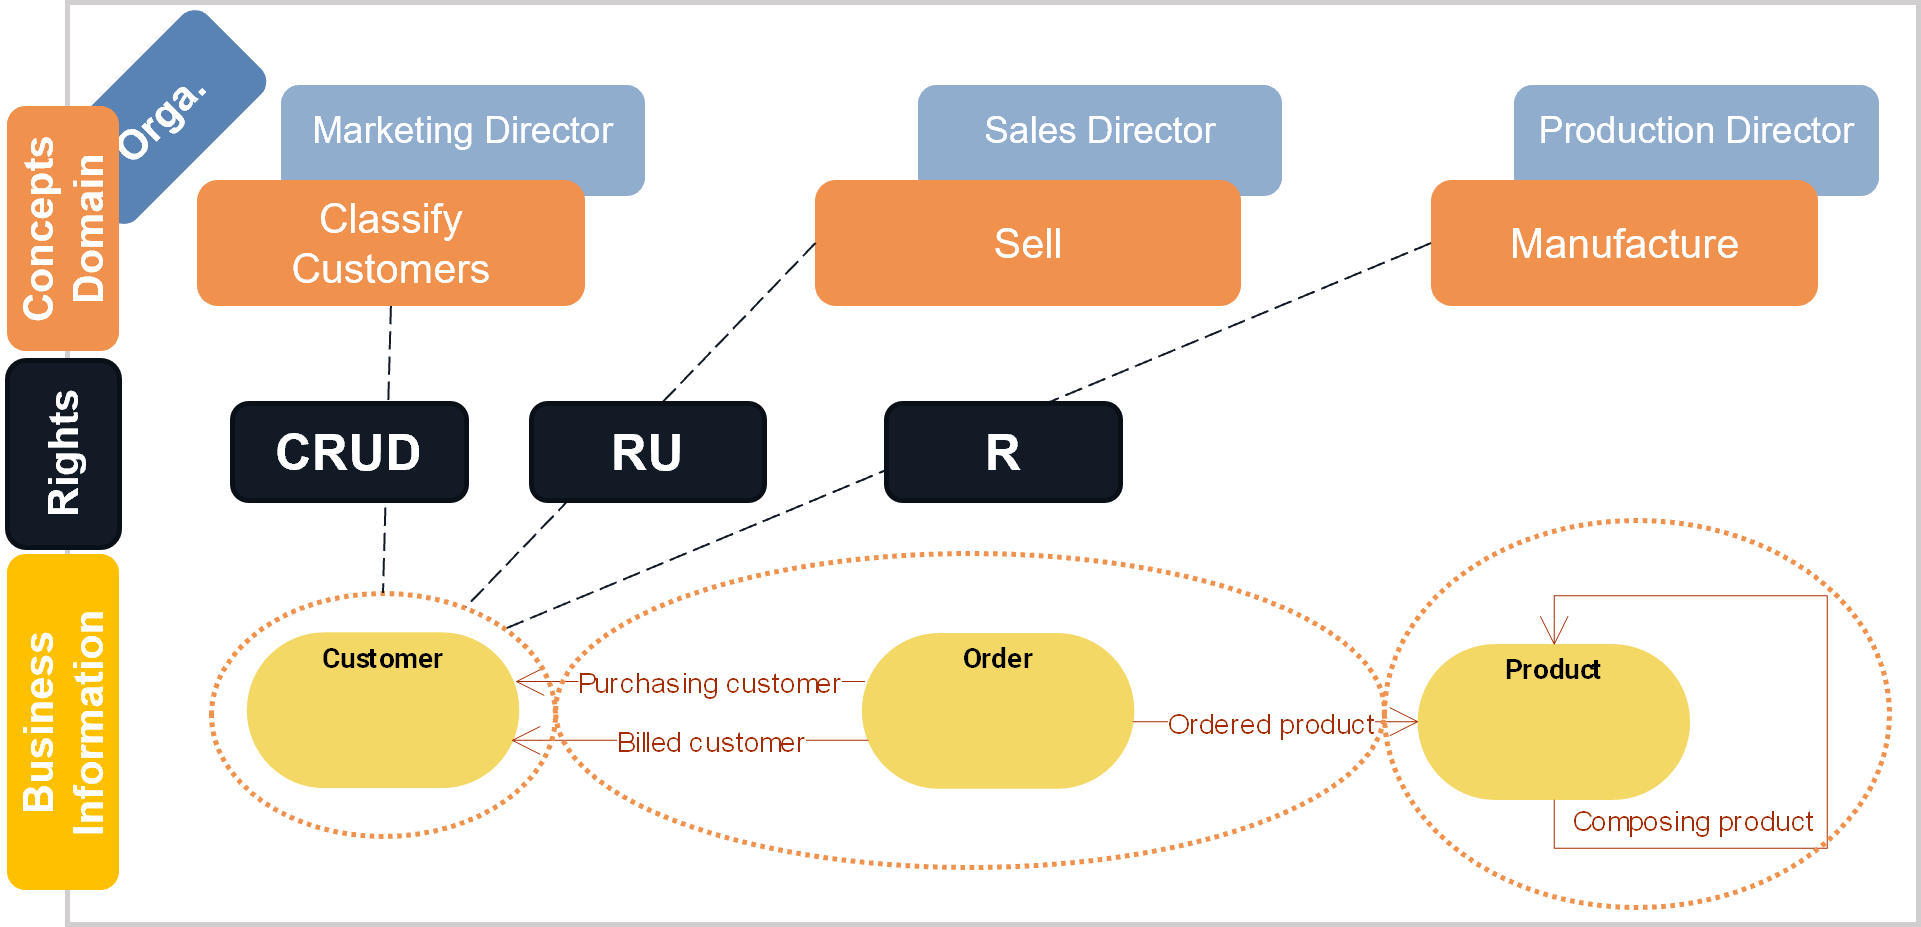 Orga.
Concepts
Domain
Marketing Director
Sales Director
Production Director
Classify
Customers
Sell
Manufacture
Rights
CRUD
RU
R
Business
Information
Customer
Order
Product
Purchasing customer
Ordered product
Billed customer
Composing product